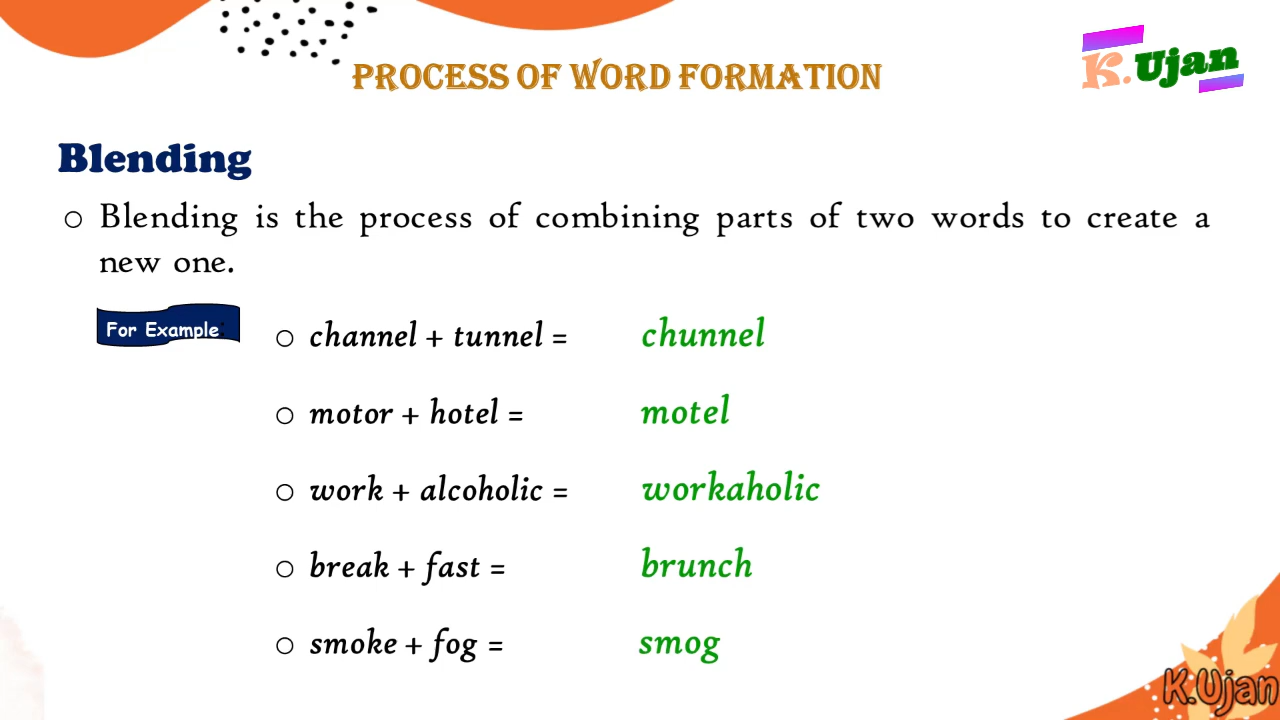 PROCESS OF WORD FORMATION
K.Ujan
Blending
○ Blending is the process of combining parts of two words to create a
new one.
For Example
○ channel + tunnel = chunnel
○ motor + hotel = motel
○ work + alcoholic = workaholic
○ break + fast = brunch
○ smoke + fog = smog
K.Ujan